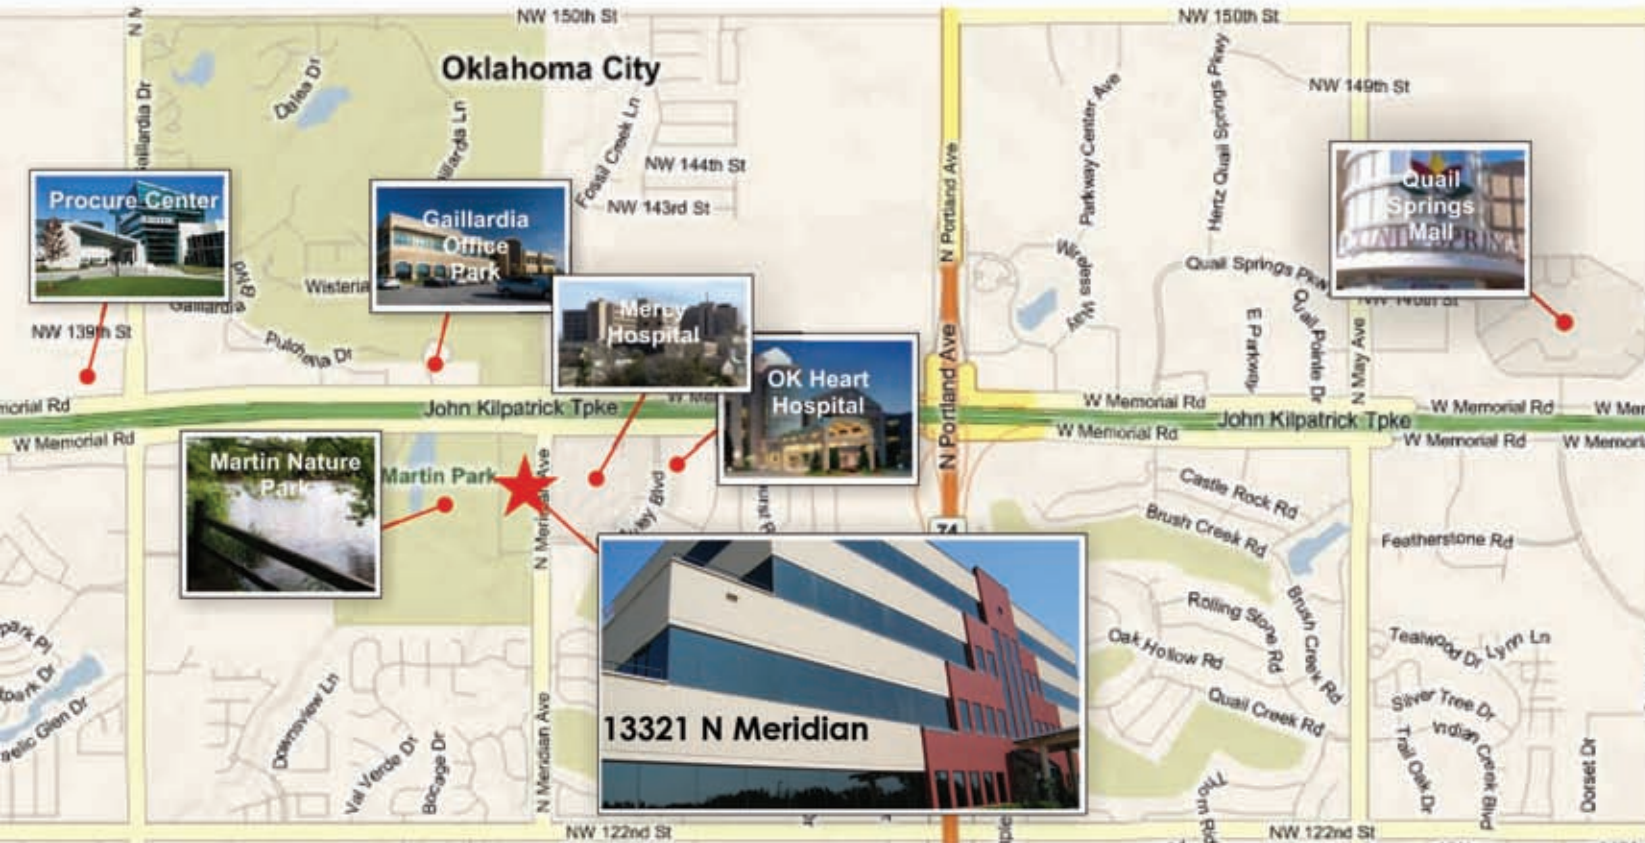 NW 150th St
NW 150th St
Oklahoma City
Dalea Dr
NW 149th St
Parkway Center Ave
Hertz Quail Springs Pkwy
Fossil Creek Ln
NW 144th St
N Portland Ave
NW 143rd St
Procure Center
Gaillardia
Office
Park
Quail
Springs
Mall
Wireless Way
Quail Springs Pkwy
Wisteria
Gaillardia
Blvd
Mercy
Hospital
NW 139th St
E Parkway
Quail Pointe Dr
N May Ave
N Portland Ave
OK Heart
Hospital
John Kilpatrick Tpke
W Memorial Rd
John Kilpatrick Tpke
W Memorial Rd
W Memorial Rd
W Memorial Rd
W Memorial Rd
Martin Nature
Park
Martin Park
N Meridian Ave
Castle Rock Rd
Brush Creek Rd
74
Featherstone Rd
Rolling Stone Rd
Brush Creek Rd
Oak Hollow Rd
Tealwood Dr
Lynn Ln
Quail Creek Rd
Silver Tree Dr
Indian Creek Blvd
Trail Oak Dr
Dorset Dr
Downsview Ln
Val Verde Dr
Bocage Dr
N Meridian Ave
13321 N Meridian
NW 122nd St
NW 122nd St